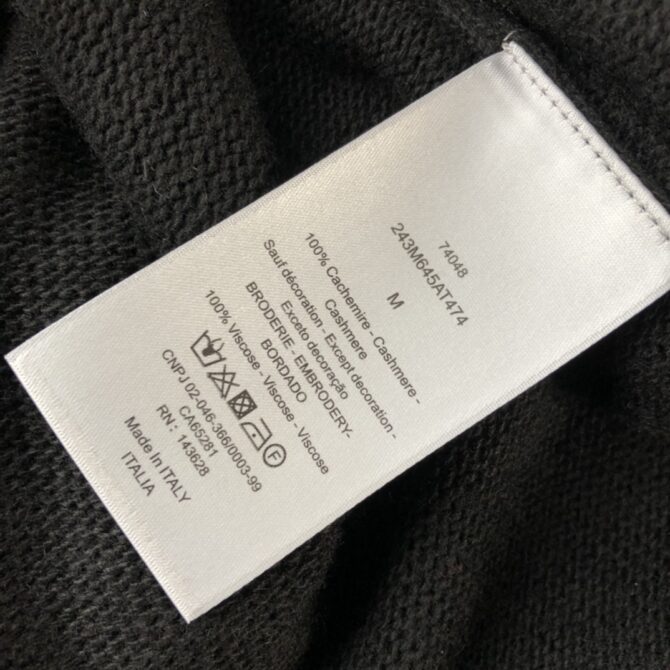 74048
243M645AT474
M
100% Cachemire - Cashmere -
Cashmere
Sauf décoration - Except decoration -
Exceto decoração
BRODERIE - EMBRODERY-
BORDADO
100% Viscose - Viscose - Viscose
F
CNPJ 02-046-366/0003-99
CA65281
RN: 143628
Made In ITALY
ITALIA